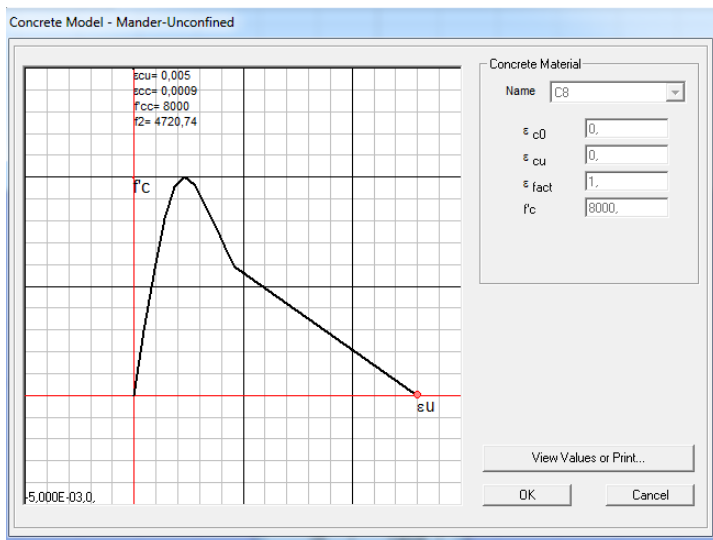 Concrete Model - Mander-Unconfined
εcu= 0,005
εcc= 0,0009
f'cc= 8000
f2= 4720,74
f'c
εu
-5,000E-03,0,
Concrete Material
Name C8
ε c0 0,
ε cu 0,
ε fact 1,
f'c 8000,
View Values or Print...
OK Cancel